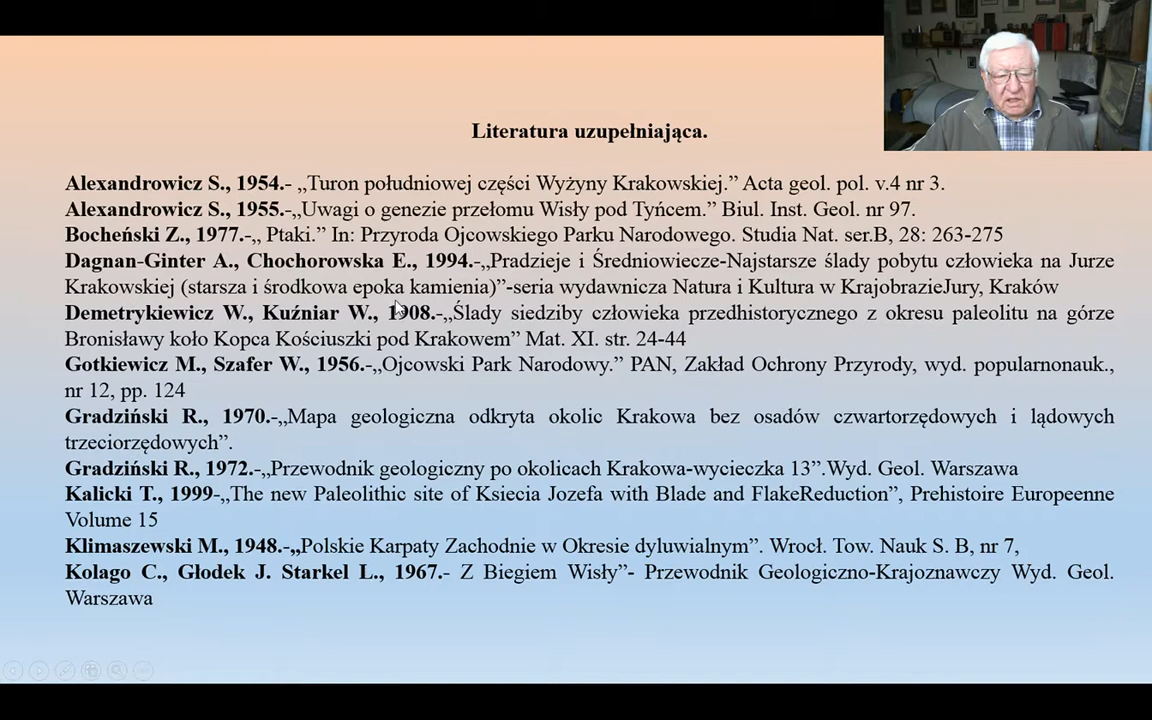 Literatura uzupełniająca.
Alexandrowicz S., 1954.- „Turon południowej części Wyżyny Krakowskiej.” Acta geol. pol. v.4 nr 3.
Alexandrowicz S., 1955.-„Uwagi o genezie przełomu Wisły pod Tyńcem.” Biul. Inst. Geol. nr 97.
Bocheński Z., 1977.-„ Ptaki.” In: Przyroda Ojcowskiego Parku Narodowego. Studia Nat. ser.B, 28: 263-275
Dagnan-Ginter A., Chochorowska E., 1994.-„Pradzieje i Średniowiecze-Najstarsze ślady pobytu człowieka na Jurze
Krakowskiej (starsza i środkowa epoka kamienia)”-seria wydawnicza Natura i Kultura w KrajobrazieJury, Kraków
Demetrykiewicz W., Kuźniar W., 1908.-„Ślady siedziby człowieka przedhistorycznego z okresu paleolitu na górze
Bronisławy koło Kopca Kościuszki pod Krakowem” Mat. XI. str. 24-44
Gotkiewicz M., Szafer W., 1956.-„Ojcowski Park Narodowy.” PAN, Zakład Ochrony Przyrody, wyd. popularnonauk.,
nr 12, pp. 124
Gradziński R., 1970.-„Mapa geologiczna odkryta okolic Krakowa bez osadów czwartorzędowych i lądowych
trzeciorzędowych”.
Gradziński R., 1972.-„Przewodnik geologiczny po okolicach Krakowa-wycieczka 13”.Wyd. Geol. Warszawa
Kalicki T., 1999-„The new Paleolithic site of Ksiecia Jozefa with Blade and FlakeReduction”, Prehistoire Europeenne
Volume 15
Klimaszewski M., 1948.-„Polskie Karpaty Zachodnie w Okresie dyluwialnym”. Wrocł. Tow. Nauk S. B, nr 7,
Kolago C., Głodek J. Starkel L., 1967.- Z Biegiem Wisły”- Przewodnik Geologiczno-Krajoznawczy Wyd. Geol.
Warszawa